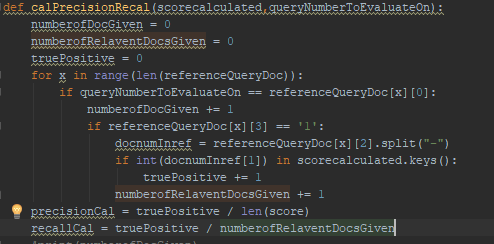 def calPrecisionRecal(scorecalculated,queryNumberToEvaluateOn):
    numberofDocGiven = 0
    numberofRelaventDocsGiven = 0
    truePositive = 0
    for x in range(len(referenceQueryDoc)):
        if queryNumberToEvaluateOn == referenceQueryDoc[x][0]:
            numberofDocGiven += 1
            if referenceQueryDoc[x][3] == '1':
                docnumInref = referenceQueryDoc[x][2].split("-")
                if int(docnumInref[1]) in scorecalculated.keys():
                    truePositive += 1
                numberofRelaventDocsGiven += 1
    precisionCal = truePositive / len(score)
    recallCal = truePositive / numberofRelaventDocsGiven